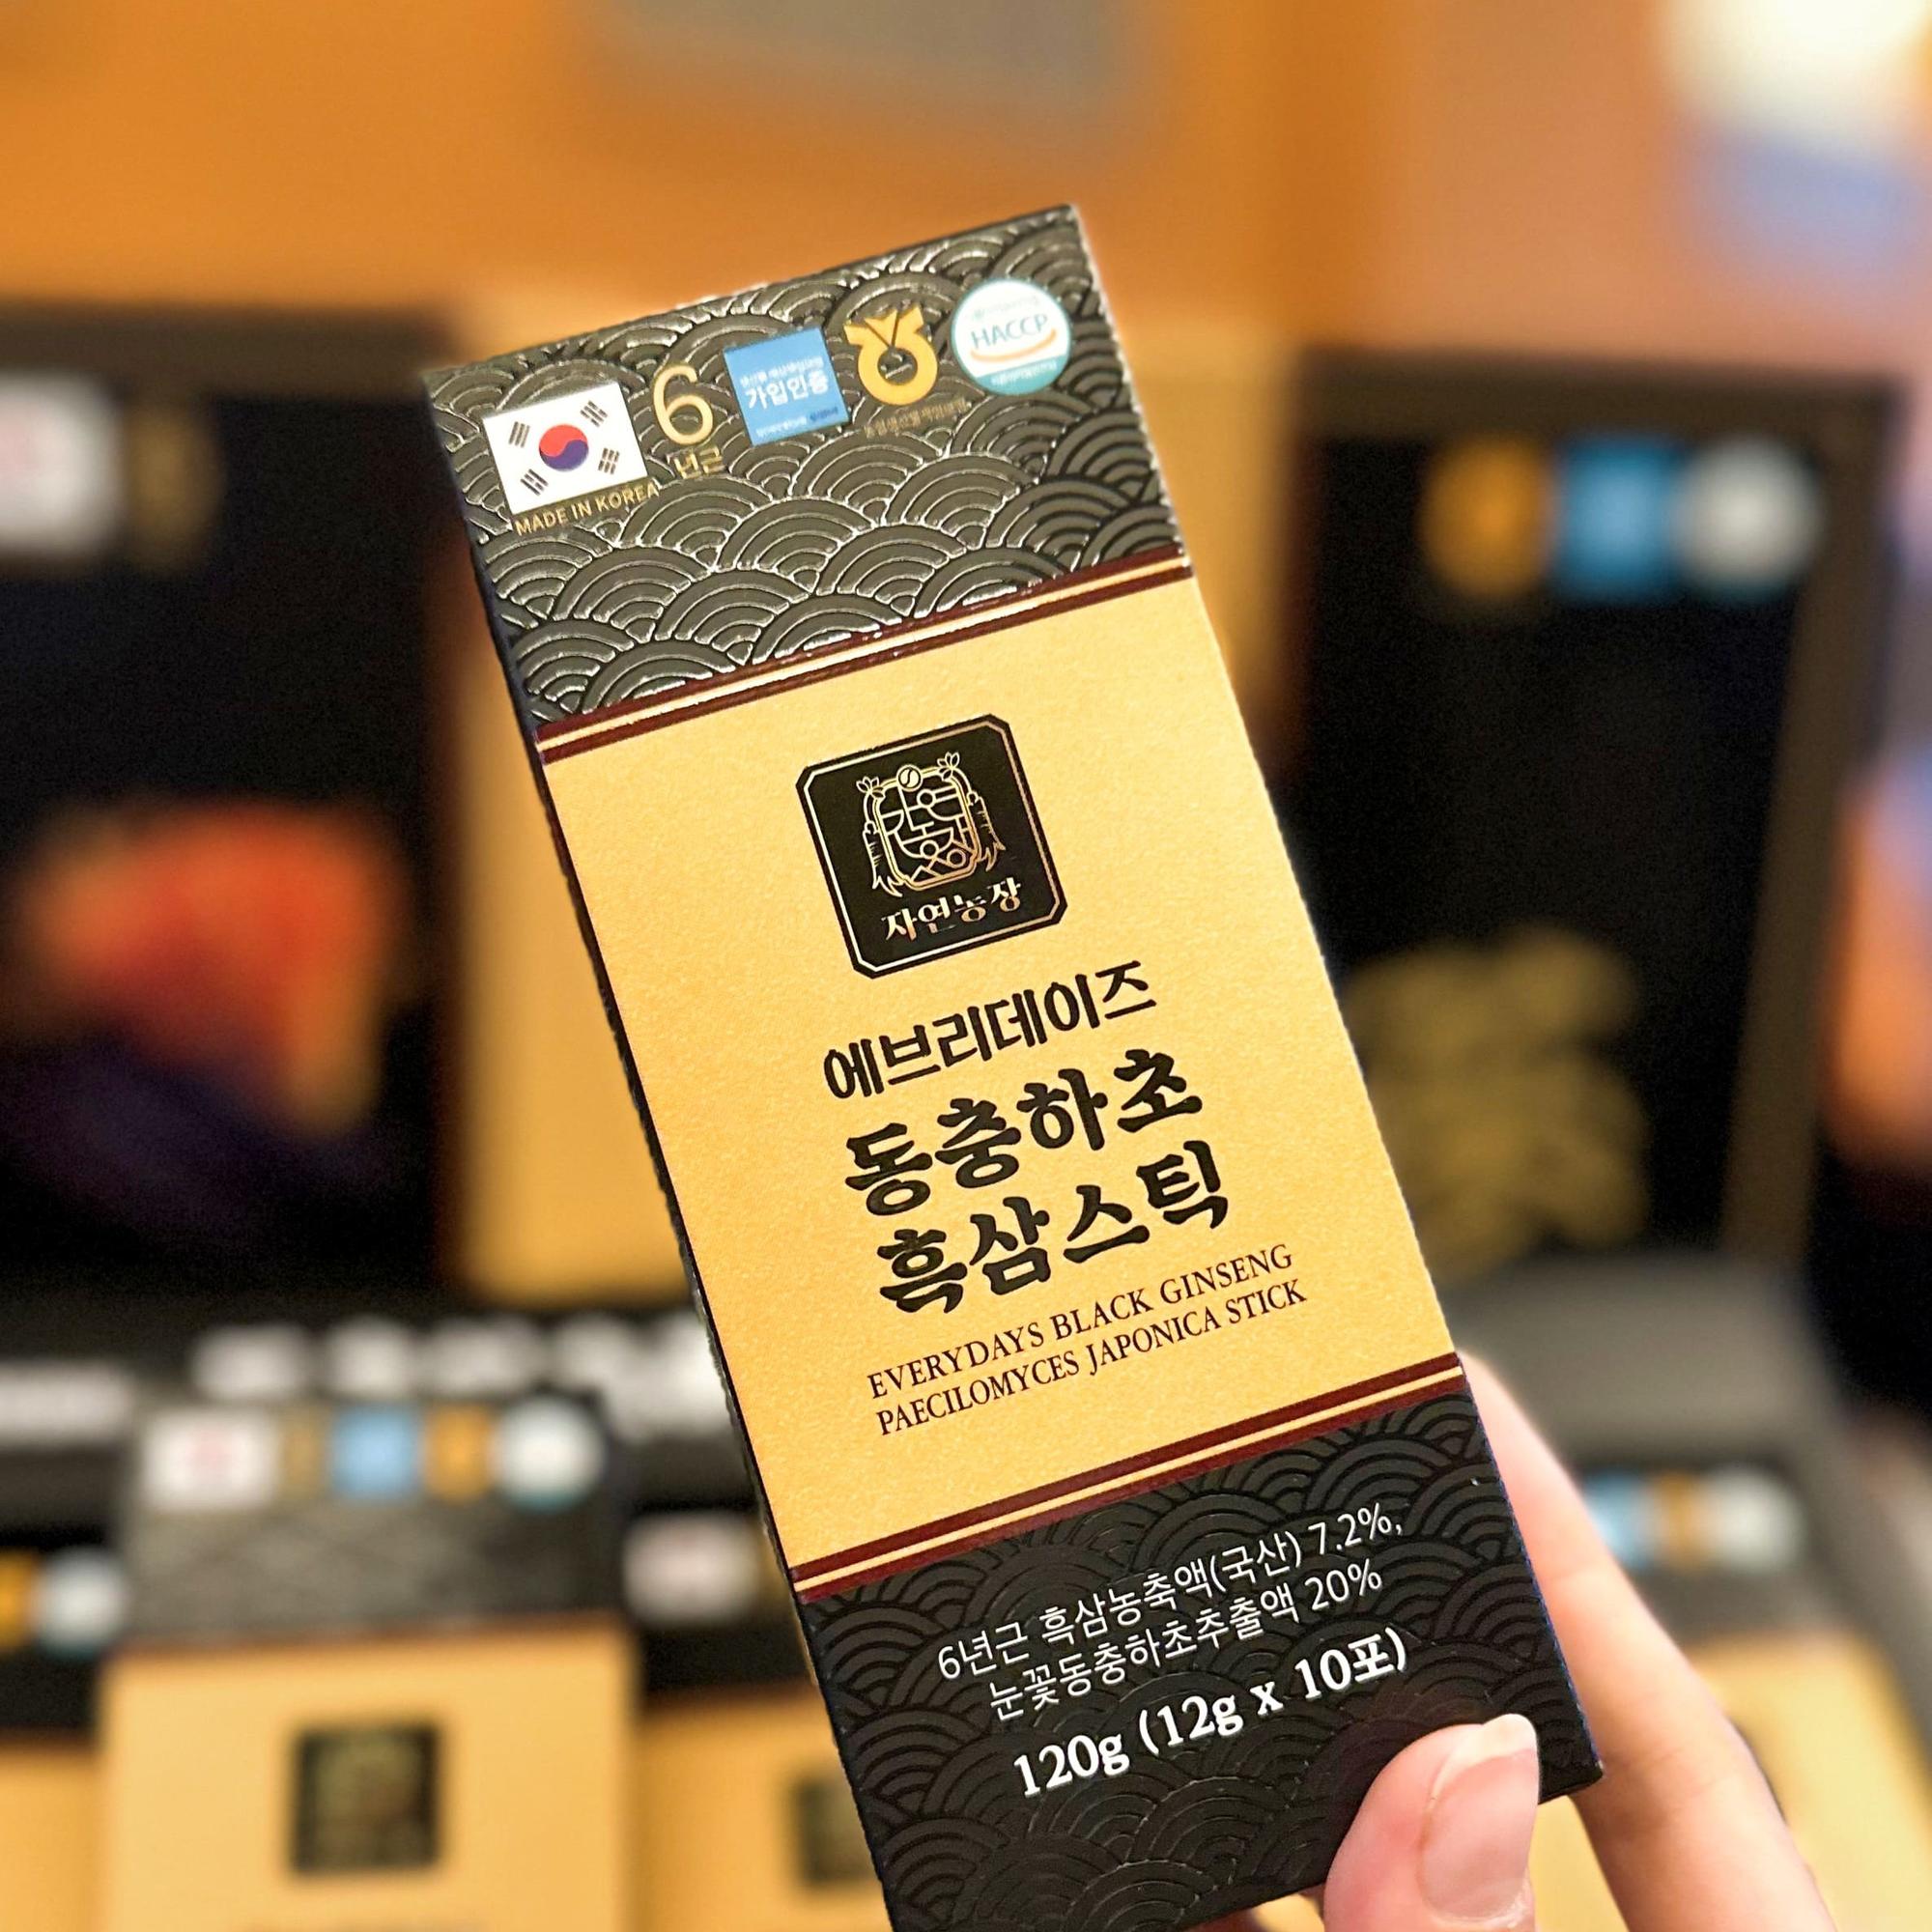 MADE IN KOREA
6
년근
가입인증
HACCP
자연농장
에브리데이즈
동충하초
흑삼스틱
EVERYDAYS BLACK GINSENG
PAECILOMYCES JAPONICA STICK
6년근 흑삼농축액(국산) 7.2%,
눈꽃동충하초추출액 20%
120g (12g x 10포)